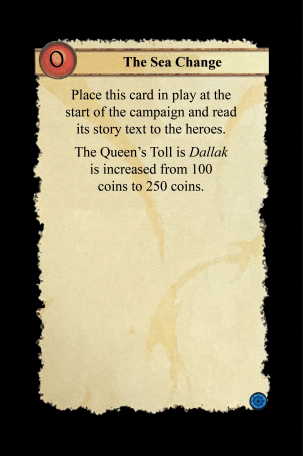 0
The Sea Change
Place this card in play at the
start of the campaign and read
its story text to the heroes.
The Queen's Toll is Dallak
is increased from 100
coins to 250 coins.